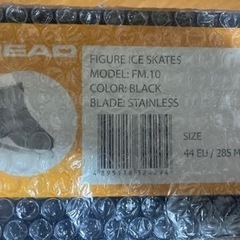 HEAD
FIGURE ICE SKATES
MODEL: FM.10
COLOR: BLACK
BLADE: STAINLESS
SIZE
44 EU / 285 M